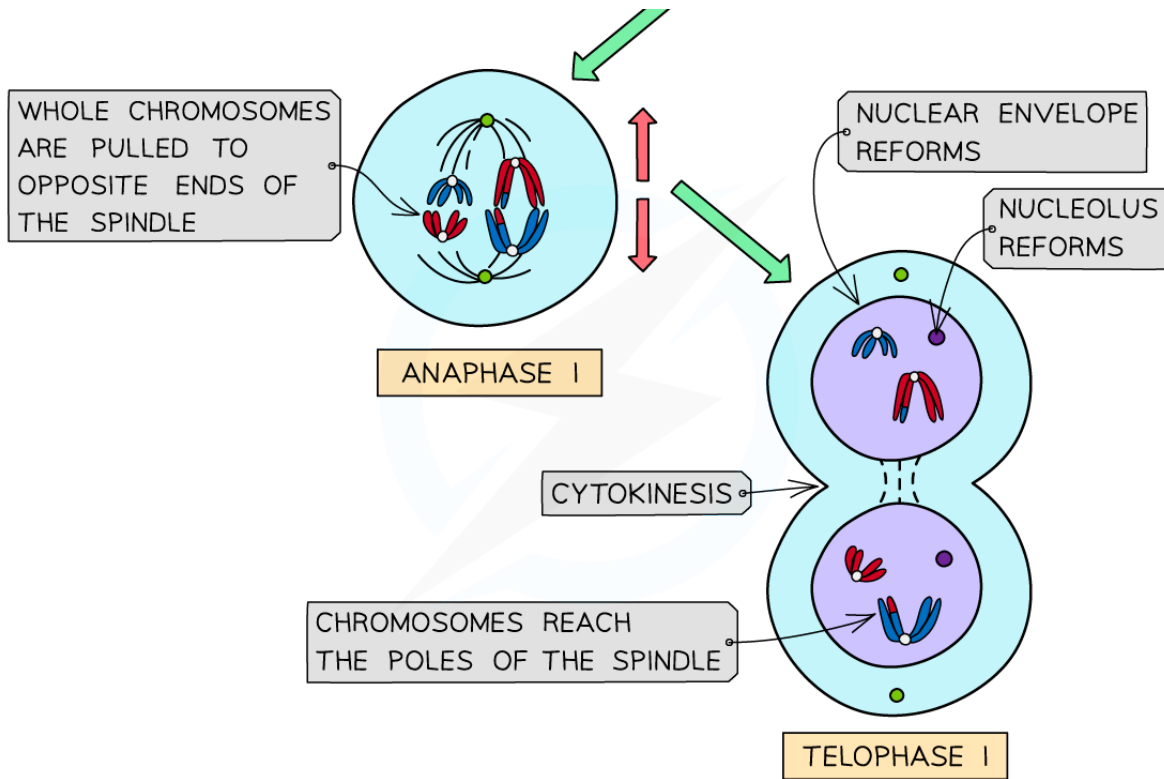 WHOLE CHROMOSOMES
ARE PULLED TO
OPPOSITE ENDS OF
THE SPINDLE
ANAPHASE I
NUCLEAR ENVELOPE
REFORMS
NUCLEOLUS
REFORMS
CYTOKINESIS
CHROMOSOMES REACH
THE POLES OF THE SPINDLE
TELOPHASE I